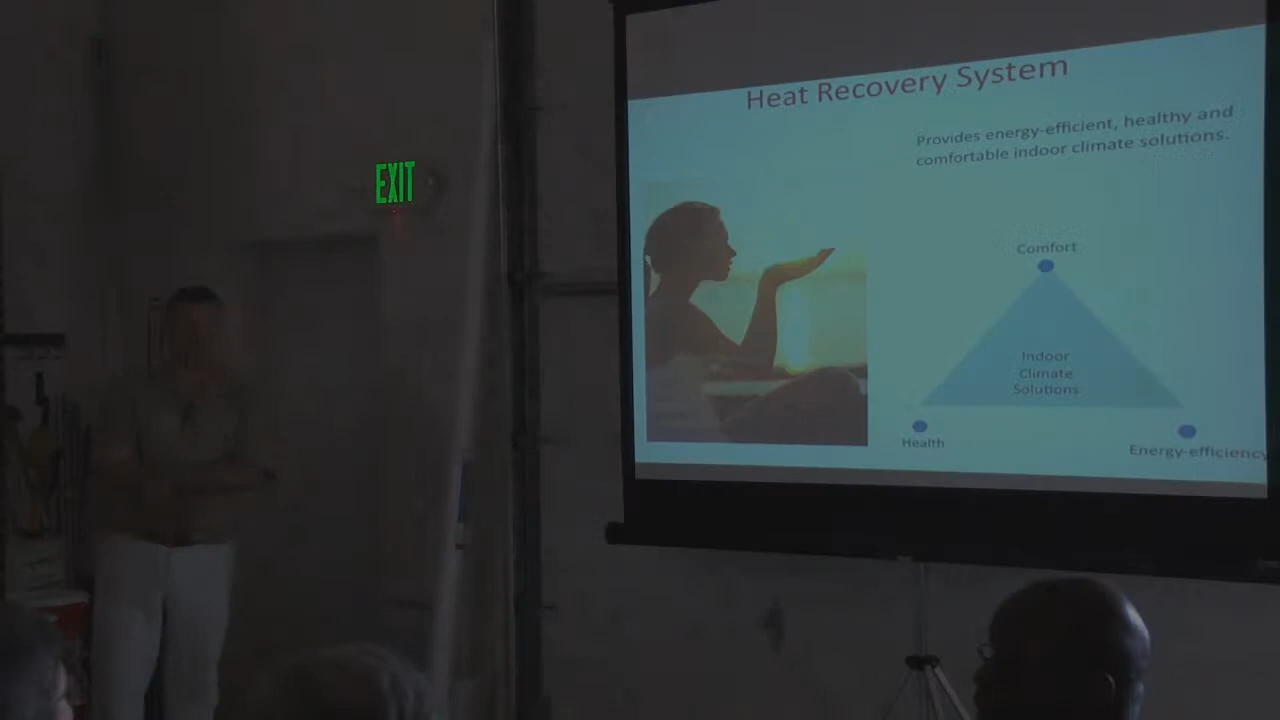 EXIT
Heat Recovery System
Provides energy-efficient, healthy and
comfortable indoor climate solutions.
Comfort
Indoor
Climate
Solutions
Health
Energy-efficiency